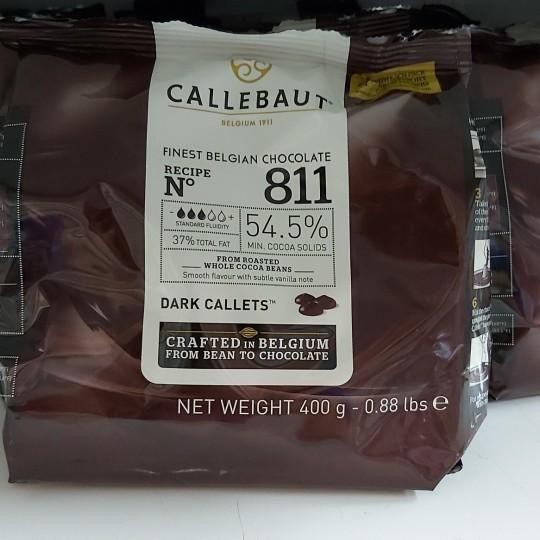 CALLEBAUT
BELGIUM 1911
FINEST BELGIAN CHOCOLATE
RECIPE
Nº 811
- +
STANDARD FLUIDITY
37% TOTAL FAT
54.5%
MIN. COCOA SOLIDS
FROM ROASTED
WHOLE COCOA BEANS
Smooth flavour with subtle vanilla note
DARK CALLETS™
CRAFTED IN BELGIUM
FROM BEAN TO CHOCOLATE
NET WEIGHT 400 g - 0.88 lbs ℮